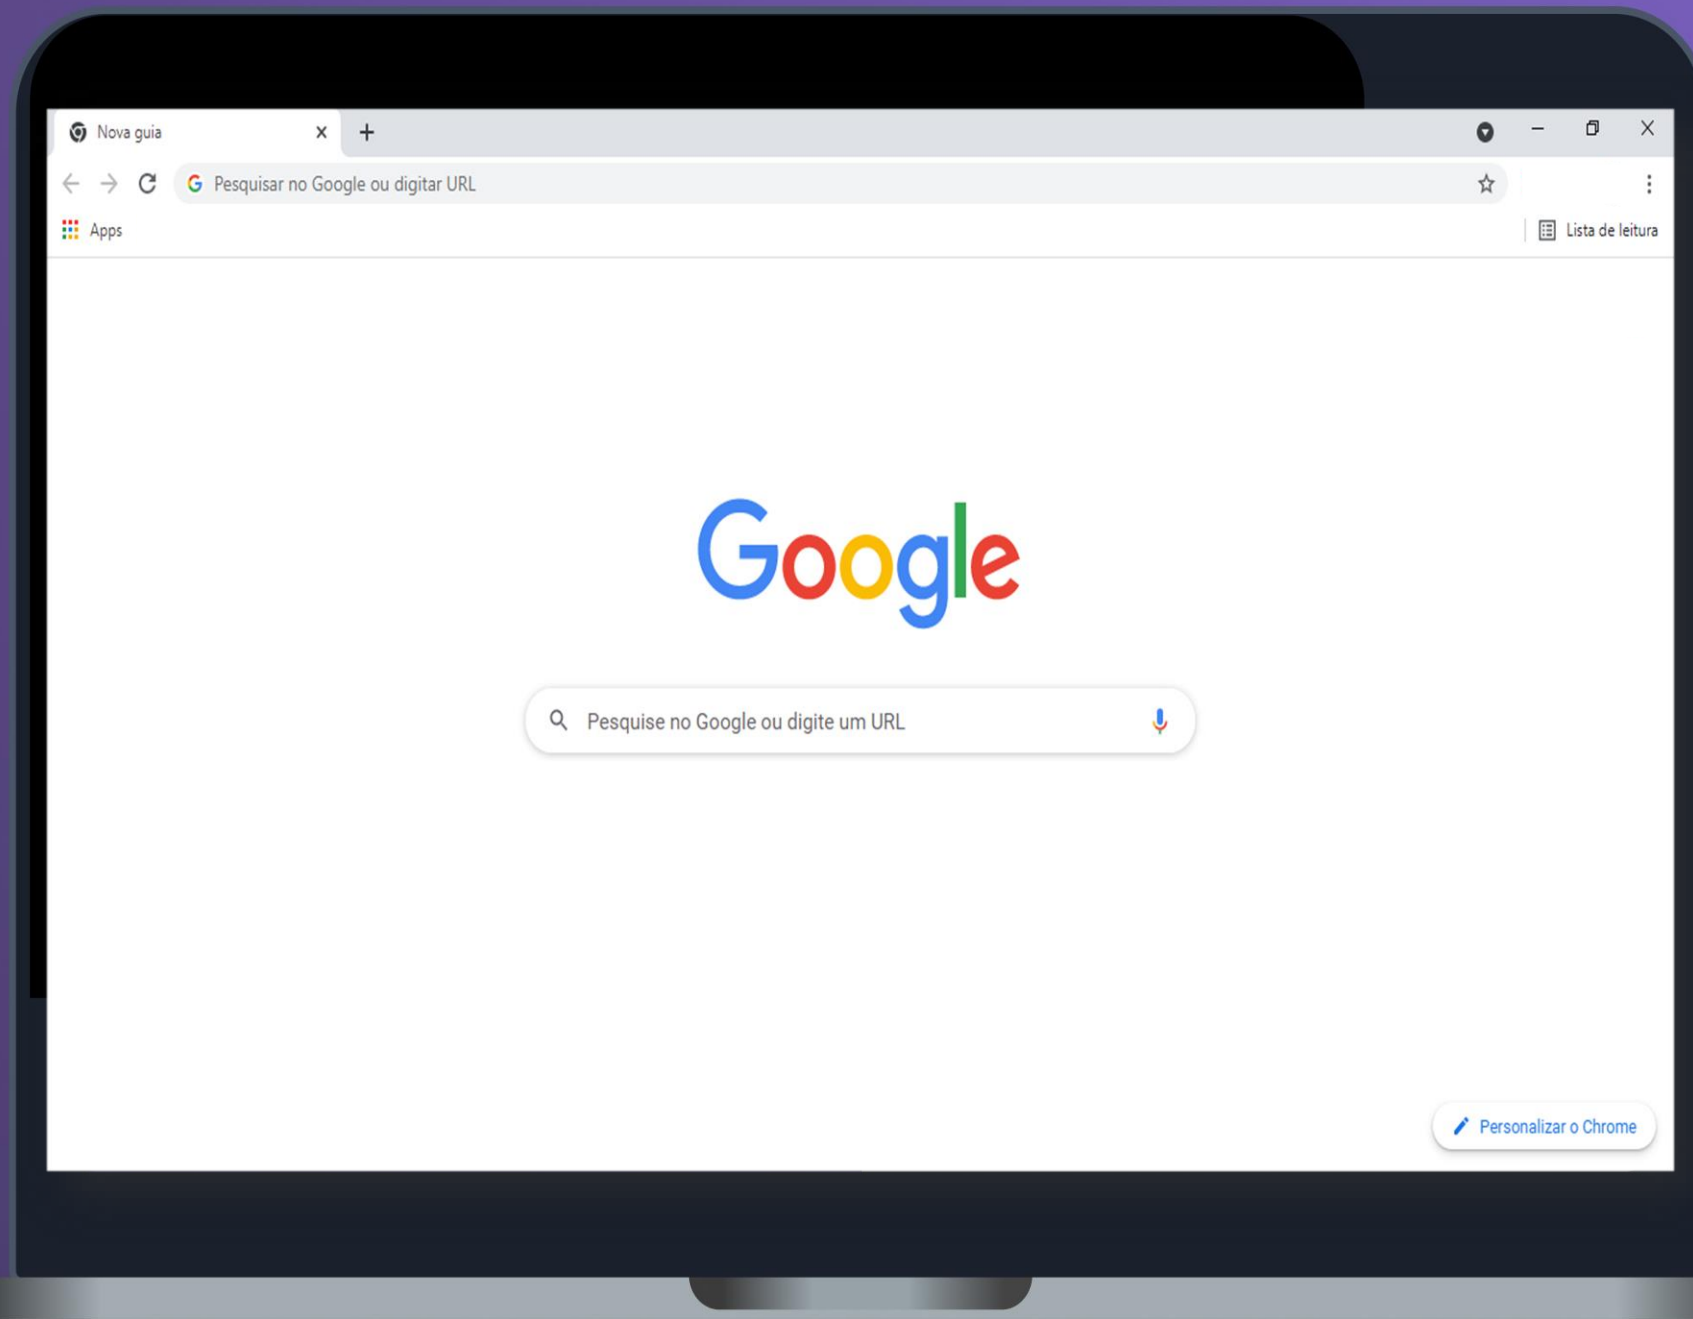 Nova guia
Pesquisar no Google ou digitar URL
Apps
Lista de leitura
Google
Pesquise no Google ou digite um URL
Personalizar o Chrome